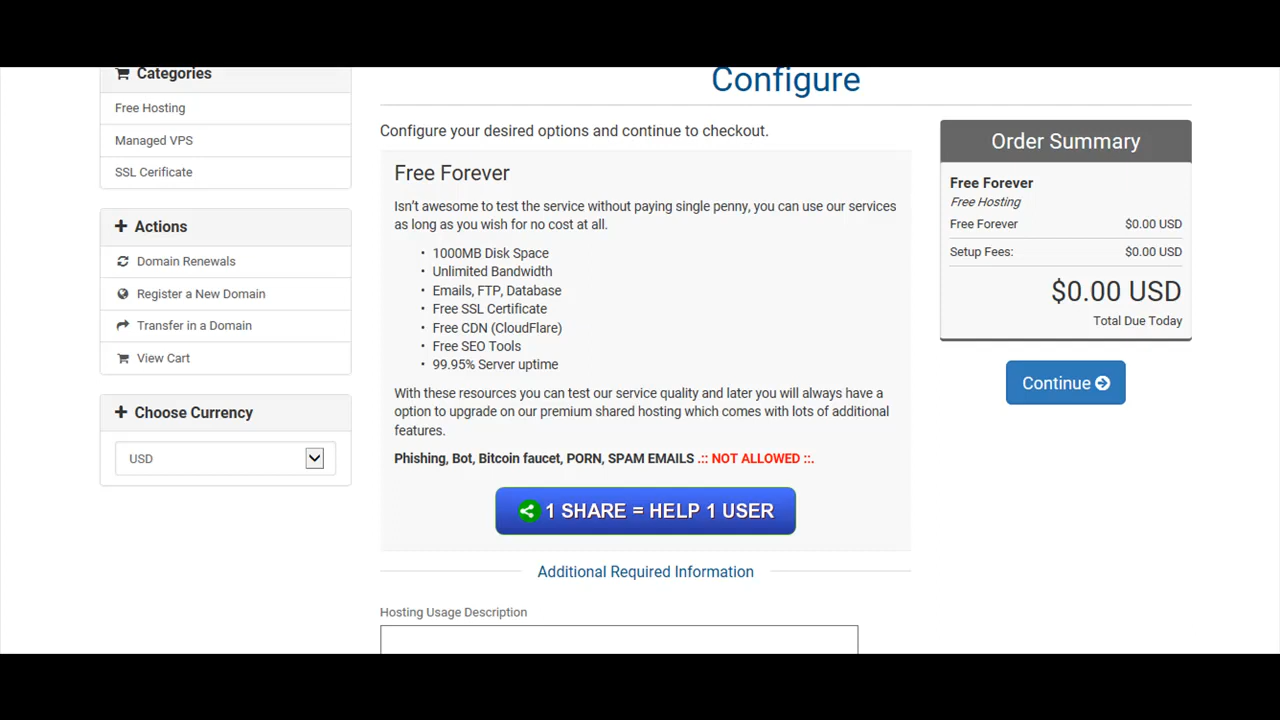 Categories
Free Hosting
Managed VPS
SSL Cerificate
Actions
Domain Renewals
Register a New Domain
Transfer in a Domain
View Cart
Choose Currency
USD
Configure
Configure your desired options and continue to checkout.
Free Forever
Isn't awesome to test the service without paying single penny, you can use our services
as long as you wish for no cost at all.
• 1000MB Disk Space
• Unlimited Bandwidth
• Emails, FTP, Database
• Free SSL Certificate
• Free CDN (CloudFlare)
• Free SEO Tools
• 99.95% Server uptime
With these resources you can test our service quality and later you will always have a
option to upgrade on our premium shared hosting which comes with lots of additional
features.
Phishing, Bot, Bitcoin faucet, PORN, SPAM EMAILS .:: NOT ALLOWED ::.
1 SHARE = HELP 1 USER
Additional Required Information
Hosting Usage Description
Order Summary
Free Forever
Free Hosting
Free Forever $0.00 USD
Setup Fees: $0.00 USD
$0.00 USD
Total Due Today
Continue